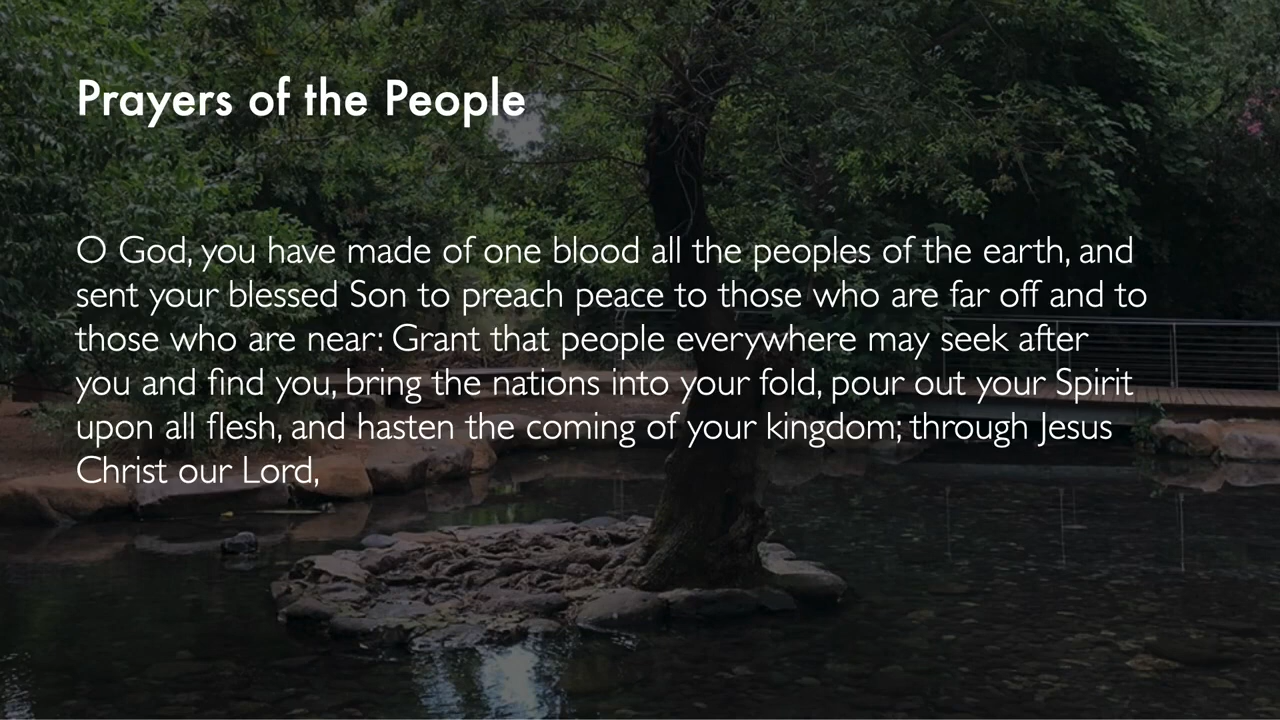 Prayers of the People
O God, you have made of one blood all the peoples of the earth, and
sent your blessed Son to preach peace to those who are far off and to
those who are near: Grant that people everywhere may seek after
you and find you, bring the nations into your fold, pour out your Spirit
upon all flesh, and hasten the coming of your kingdom; through Jesus
Christ our Lord,